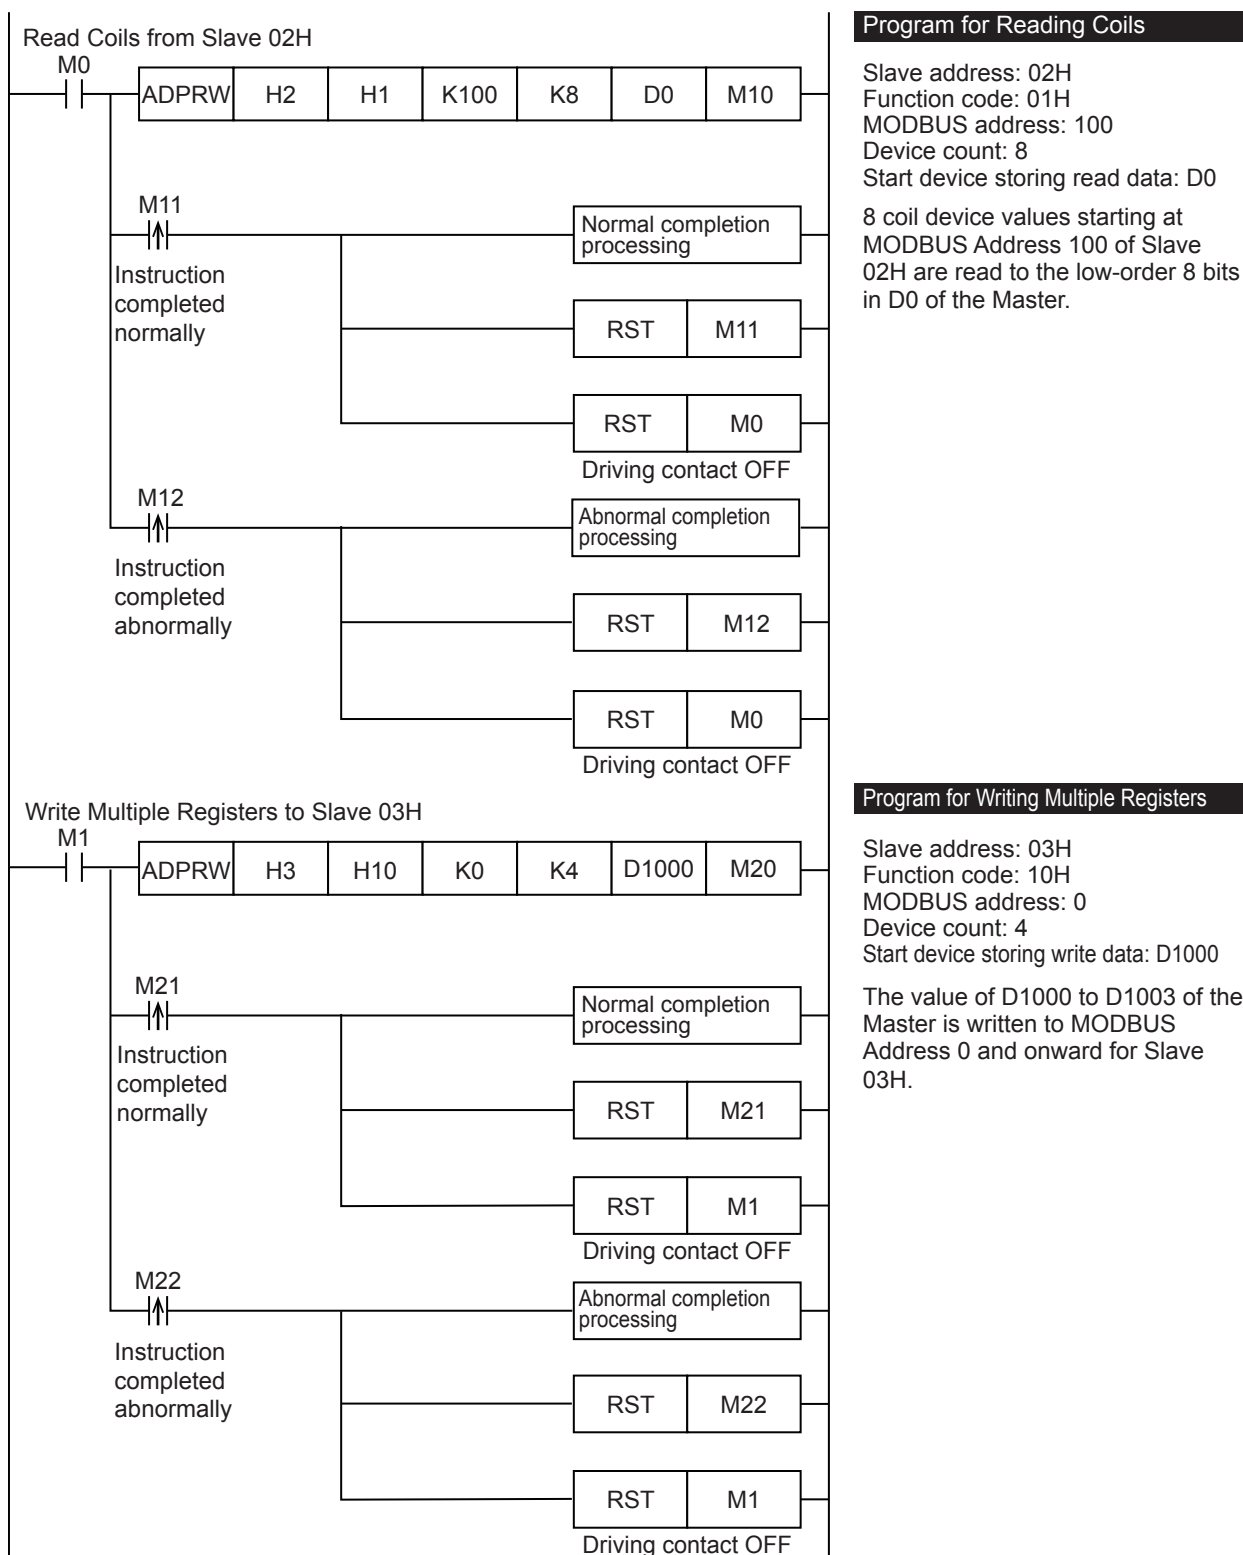 Read Coils from Slave 02H
M0
ADPRW H2 H1 K100 K8 D0 M10
M11
Instruction
completed
normally
Normal completion
processing
RST M11
RST M0
Driving contact OFF
M12
Instruction
completed
abnormally
Abnormal completion
processing
RST M12
RST M0
Driving contact OFF
Program for Reading Coils
Slave address: 02H
Function code: 01H
MODBUS address: 100
Device count: 8
Start device storing read data: D0
8 coil device values starting at
MODBUS Address 100 of Slave
02H are read to the low-order 8 bits
in D0 of the Master.
Write Multiple Registers to Slave 03H
M1
ADPRW H3 H10 K0 K4 D1000 M20
M21
Instruction
completed
normally
Normal completion
processing
RST M21
RST M1
Driving contact OFF
M22
Instruction
completed
abnormally
Abnormal completion
processing
RST M22
RST M1
Driving contact OFF
Program for Writing Multiple Registers
Slave address: 03H
Function code: 10H
MODBUS address: 0
Device count: 4
Start device storing write data: D1000
The value of D1000 to D1003 of the
Master is written to MODBUS
Address 0 and onward for Slave
03H.